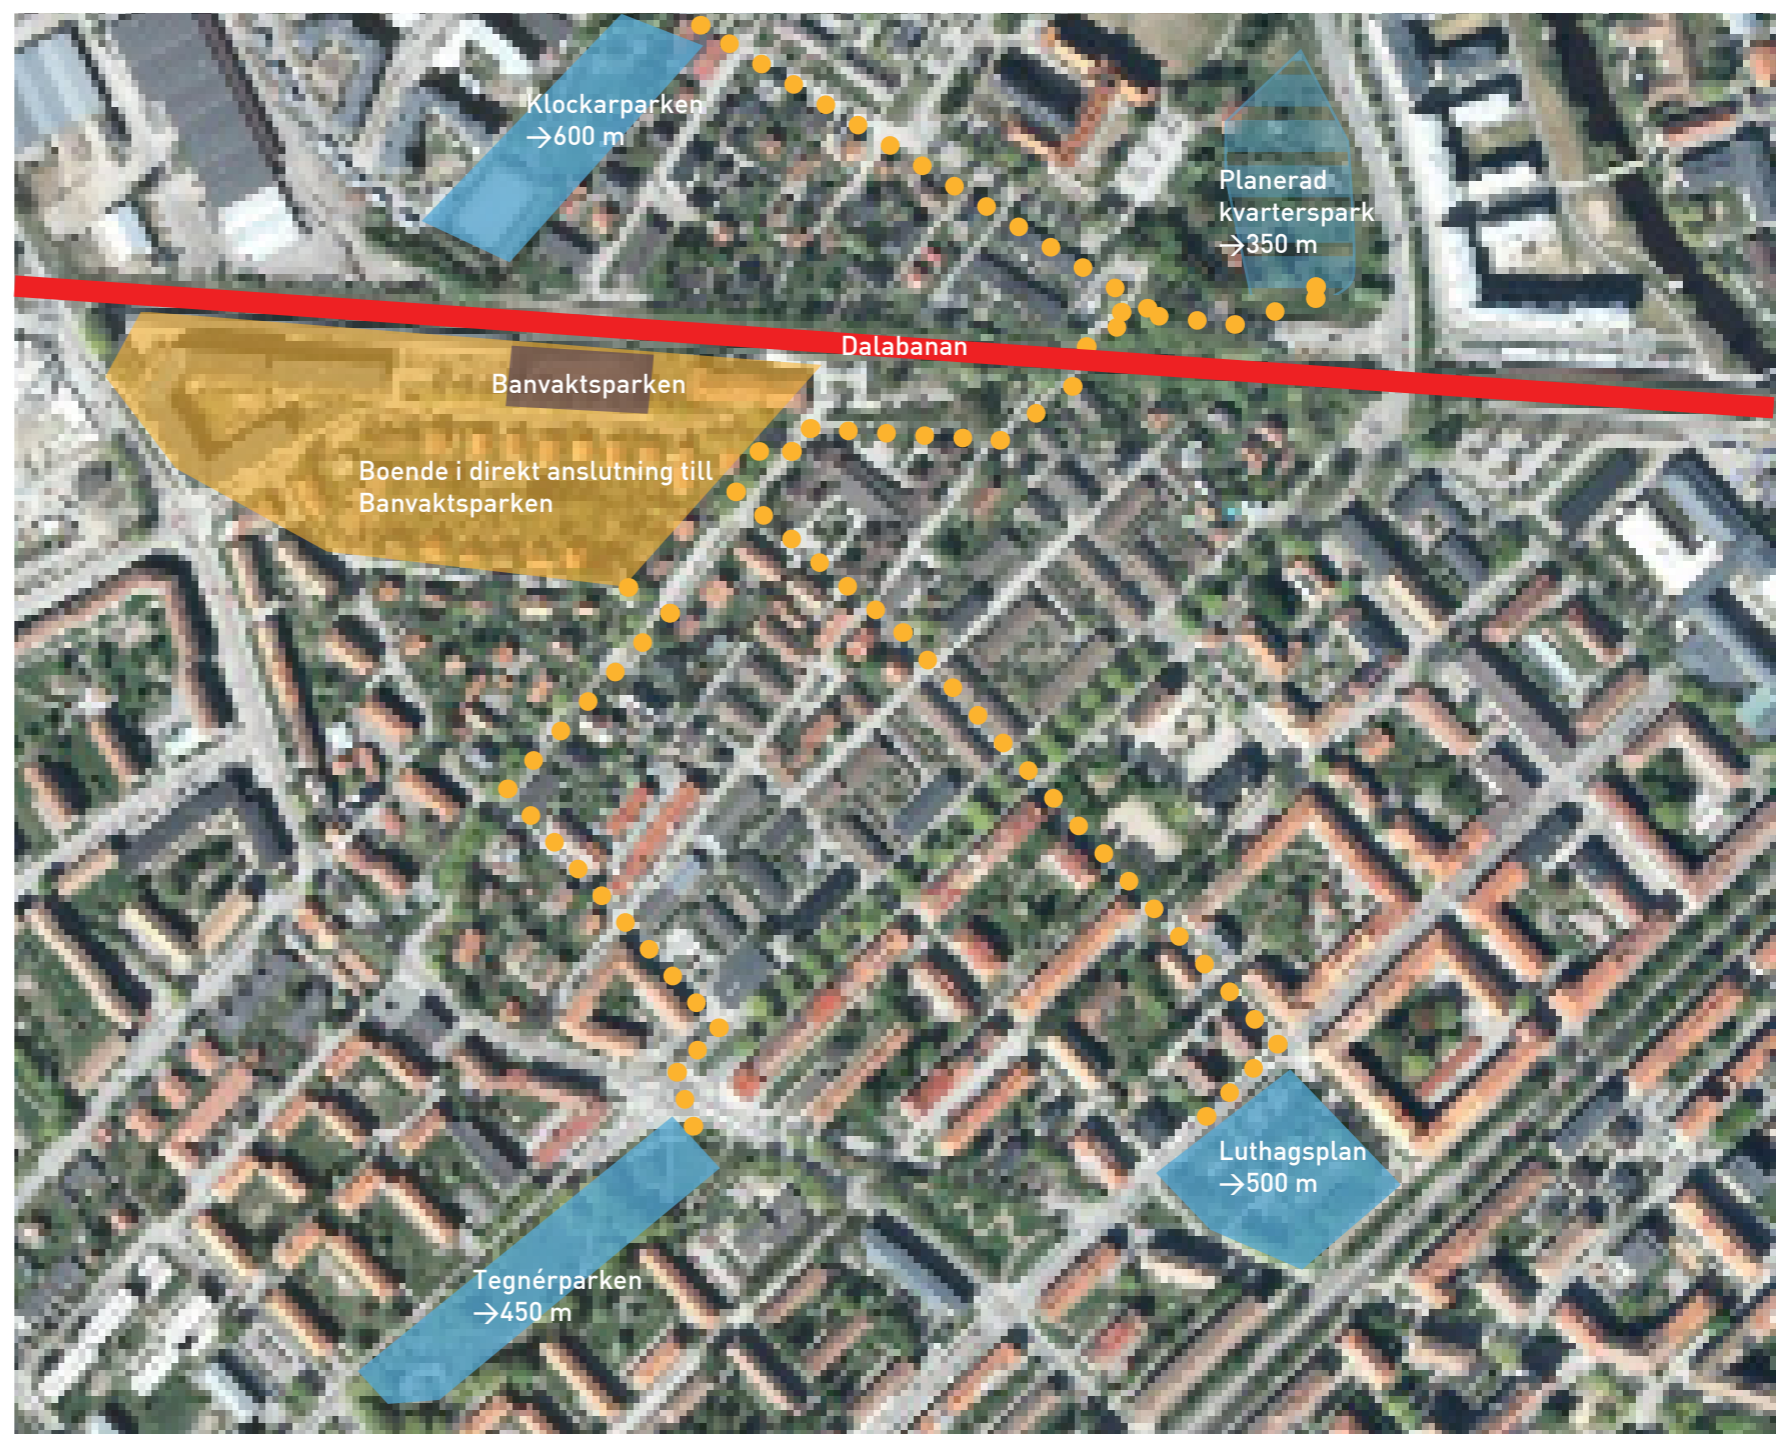 Klockarparken
→600 m
Planerad
kvarterspark
→350 m
Dalabanan
Banvaktsparken
Boende i direkt anslutning till
Banvaktsparken
Luthagsplan
→500 m
Tegnérparken
→450 m